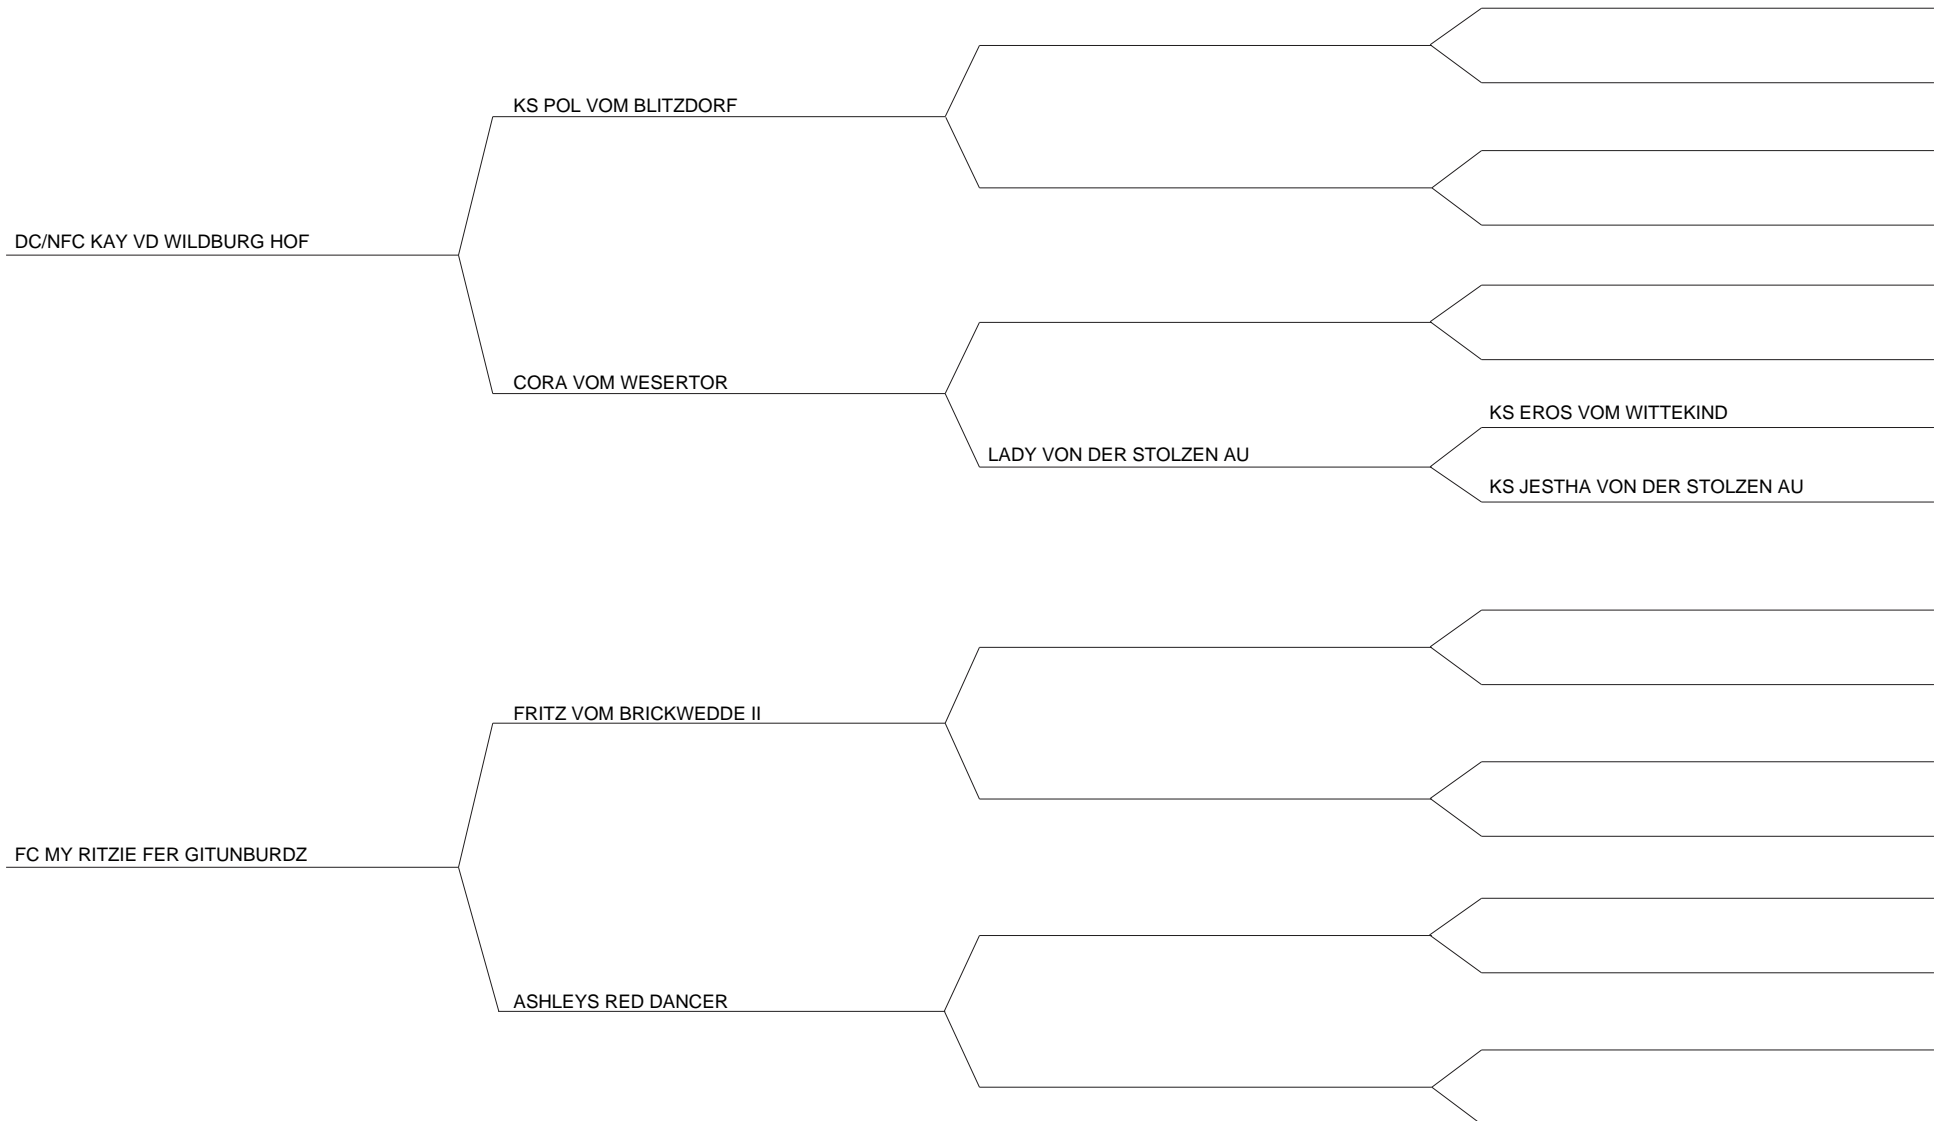 KS POL VOM BLITZDORF
DC/NFC KAY VD WILDBURG HOF
CORA VOM WESERTOR
KS EROS VOM WITTEKIND
LADY VON DER STOLZEN AU
KS JESTHA VON DER STOLZEN AU
FRITZ VOM BRICKWEDDE II
FC MY RITZIE FER GITUNBURDZ
ASHLEYS RED DANCER